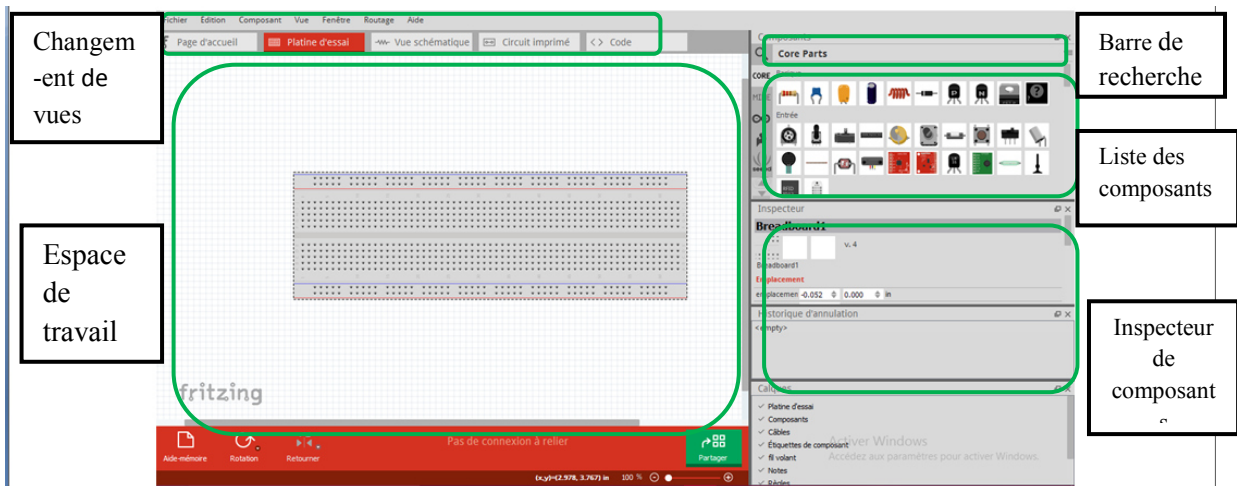 Fichier Edition Composant Vue Fenêtre Routage Aide
Page d'accueil Platine d'essai Vue schématique Circuit imprimé <> Code
Changem
-ent de
vues
Espace
de
travail
fritzing
Composants
Core Parts
CORE
MINE
Entrée
Barre de
recherche
Liste des
composants
Inspecteur
Breadboard1
v. 4
Breadboard1
Emplacement
emplacemen -0.052 0.000 in
Historique d'annulation
<empty>
Inspecteur
de
composant
s
Calques
Platine d'essai
Composants
Câbles
Étiquettes de composant
fil volant
Notes
Règles
Activer Windows
Accédez aux paramètres pour activer Windows.
Aide-mémoire Rotation Retourner
Pas de connexion à relier
Partager
(x,y)=(2.978, 3.767) in 100 %